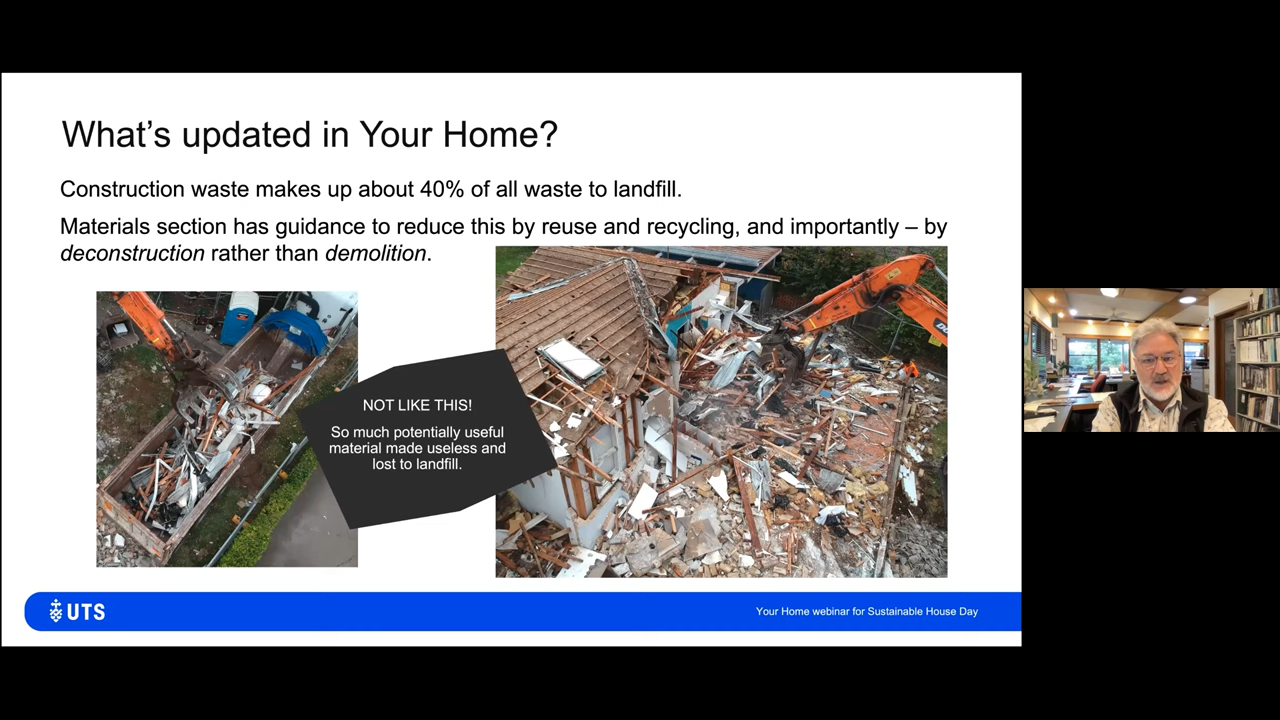 What's updated in Your Home?
Construction waste makes up about 40% of all waste to landfill.
Materials section has guidance to reduce this by reuse and recycling, and importantly – by
deconstruction rather than demolition.
NOT LIKE THIS!
So much potentially useful
material made useless and
lost to landfill.
UTS
Your Home webinar for Sustainable House Day